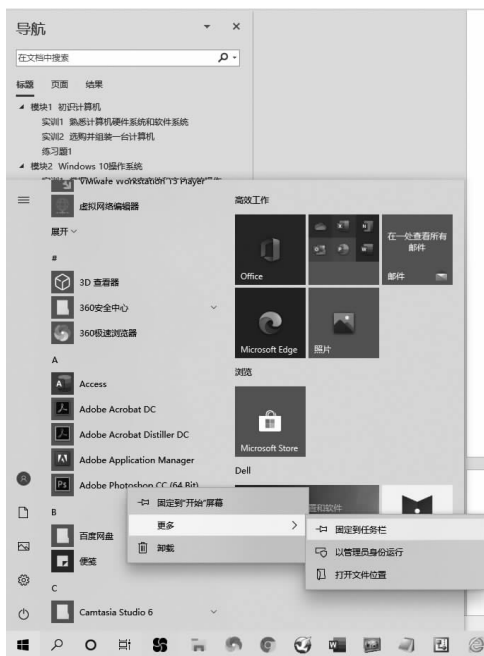 导航
在文档中搜索
标题 页面 结果
模块1 初识计算机
实训1 熟悉计算机硬件系统和软件系统
实训2 选购并组装一台计算机
练习题1
模块2 Windows 10操作系统
VMware Workstation 15 Player
虚拟网络编辑器
展开
#
3D 查看器
360安全中心
360极速浏览器
A
Access
Adobe Acrobat DC
Adobe Acrobat Distiller DC
Adobe Application Manager
Adobe Photoshop CC (64 Bit)
B
百度网盘
便笺
C
Camtasia Studio 6
高效工作
Office
在一处查看所有
邮件
邮件
Microsoft Edge
照片
浏览
Microsoft Store
Dell
固定到"开始"屏幕
更多
卸载
固定到任务栏
以管理员身份运行
打开文件位置